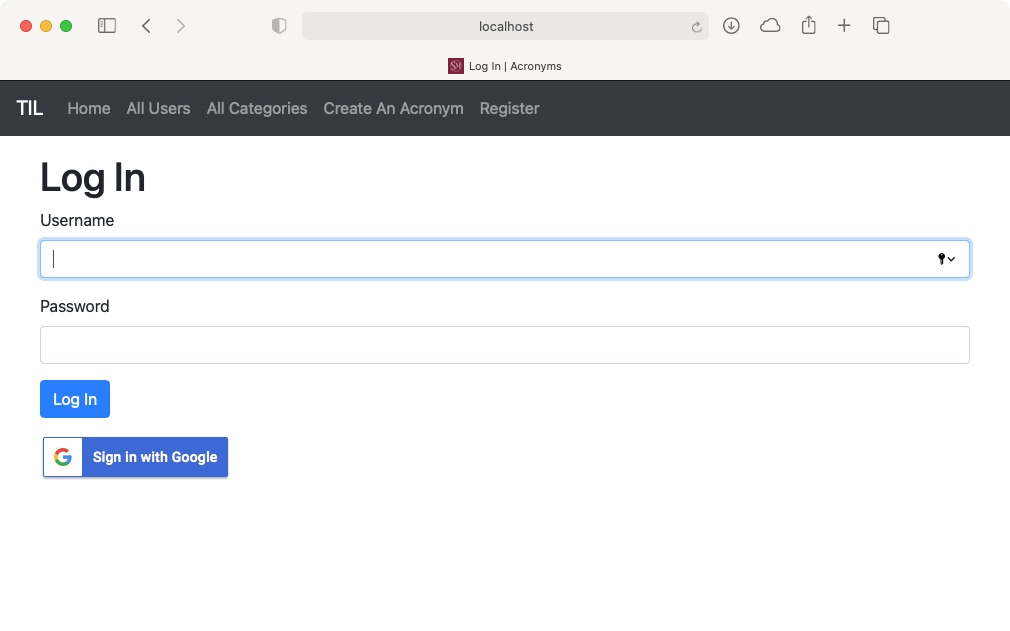 localhost
Log In | Acronyms
TIL Home All Users All Categories Create An Acronym Register
Log In
Username
Password
Log In
Sign in with Google